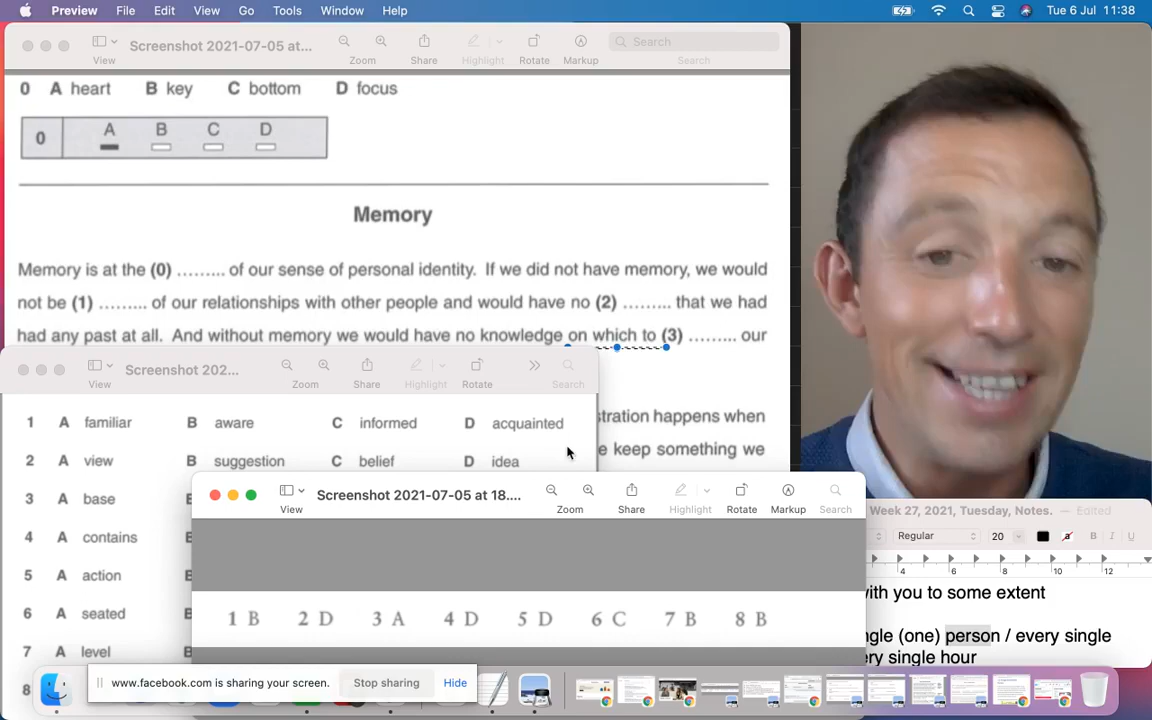 Preview File Edit View Go Tools Window Help Tue 6 Jul 11:38
Screenshot 2021-07-05 at...
Search
View Zoom Share Highlight Rotate Markup Search
0 A heart B key C bottom D focus
A B C D
0
Memory
Memory is at the (0) ......... of our sense of personal identity. If we did not have memory, we would
not be (1) ......... of our relationships with other people and would have no (2) ......... that we had
had any past at all. And without memory we would have no knowledge on which to (3) ......... our
Screenshot 202...
View Zoom Share Highlight Rotate Search
stration happens when
e keep something we
1 A familiar B aware C informed D acquainted
2 A view B suggestion C belief D idea
3 A base B
4 A contains B
5 A action B
6 A seated B
7 A level B
8
Screenshot 2021-07-05 at 18....
View Zoom Share Highlight Rotate Markup Search
1 B 2 D 3 A 4 D 5 D 6 C 7 B 8 B
Week 27, 2021, Tuesday, Notes. — Edited
Regular 20 B I U
4 6 8 10 12
with you to some extent
ngle (one) person / every single
ery single hour
www.facebook.com is sharing your screen. Stop sharing Hide